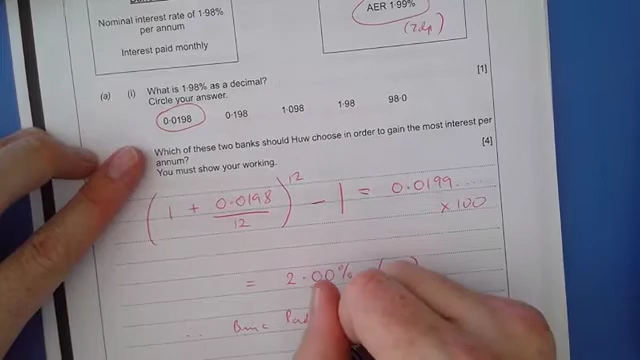 Nominal interest rate of 1·98%
per annum
Interest paid monthly
AER 1·99%
(2dp)
(a) (i) What is 1·98% as a decimal?
Circle your answer.
[1]
0·0198 0·198 1·098 1·98 98·0
Which of these two banks should Huw choose in order to gain the most interest per
annum?
You must show your working.
[4]
(1 + 0.0198/12)^12 - 1 = 0.0199....
×100
= 2.00% (
∴